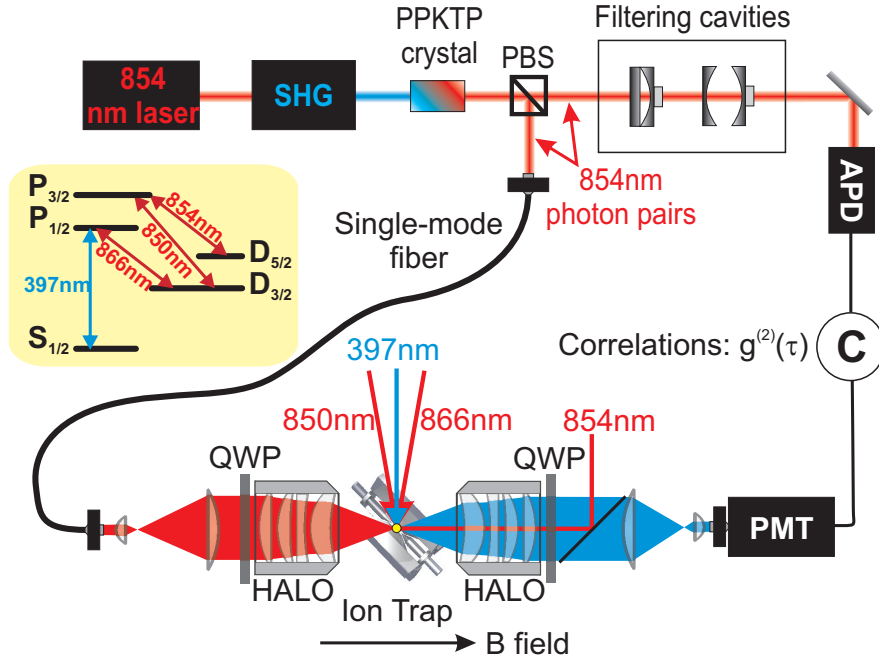 PPKTP
crystal
PBS
Filtering cavities
854
nm laser
SHG
APD
854nm
photon pairs
Single-mode
fiber
P3/2
P1/2
854nm
850nm
866nm
397nm
D5/2
D3/2
S1/2
Correlations: g(2)(τ)
C
397nm
850nm
866nm
854nm
QWP
QWP
PMT
HALO
HALO
Ion Trap
B field